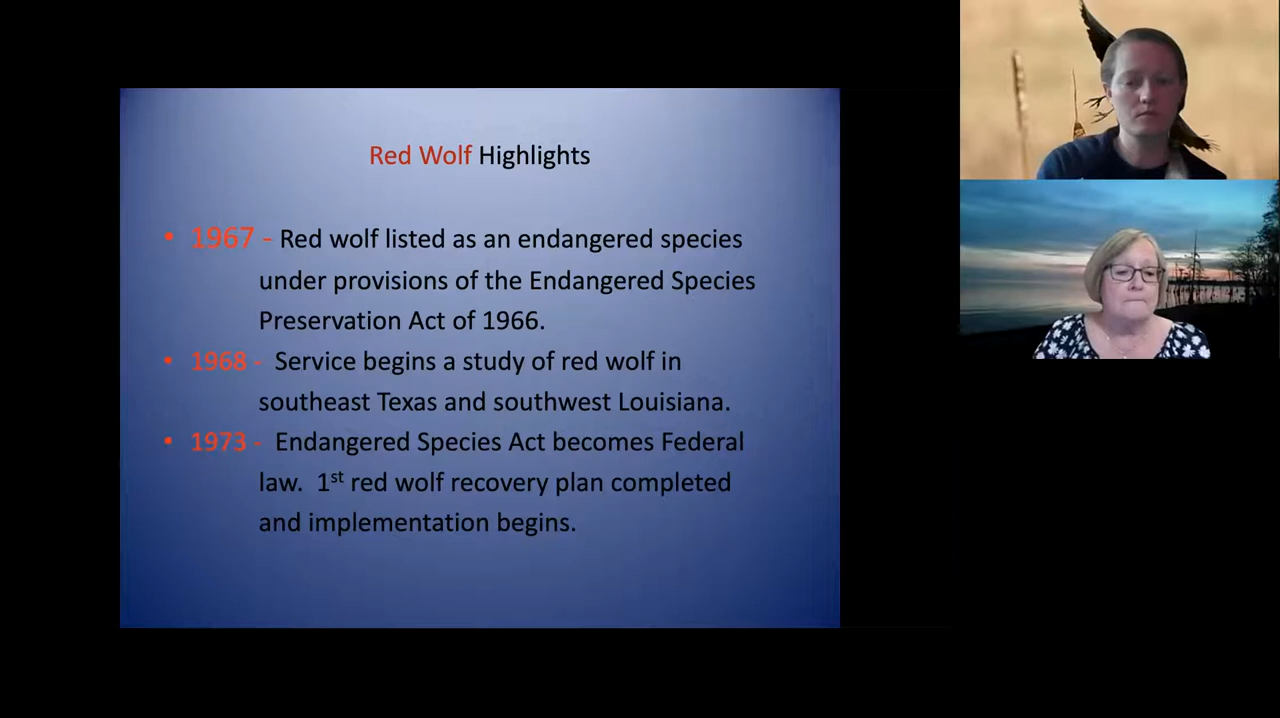 Red Wolf Highlights
• 1967 - Red wolf listed as an endangered species
under provisions of the Endangered Species
Preservation Act of 1966.
• 1968 - Service begins a study of red wolf in
southeast Texas and southwest Louisiana.
• 1973 - Endangered Species Act becomes Federal
law. 1st red wolf recovery plan completed
and implementation begins.